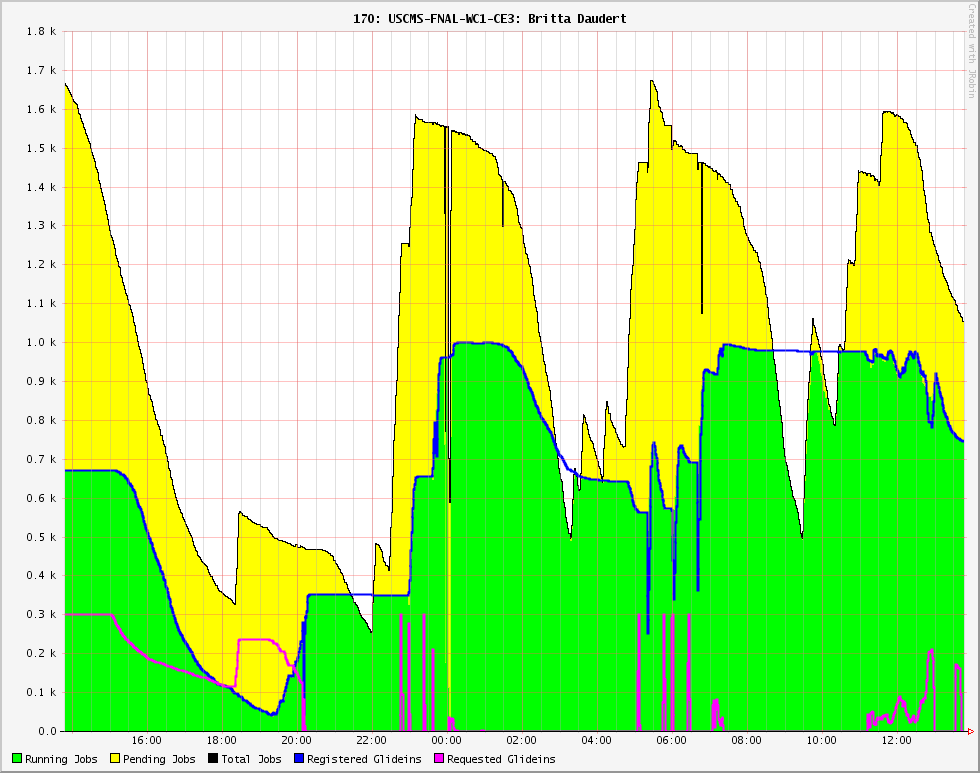 170: USCMS-FNAL-WC1-CE3: Britta Daudert
Created with JRobin
1.8 k
1.7 k
1.6 k
1.5 k
1.4 k
1.3 k
1.2 k
1.1 k
1.0 k
0.9 k
0.8 k
0.7 k
0.6 k
0.5 k
0.4 k
0.3 k
0.2 k
0.1 k
0.0
16:00 18:00 20:00 22:00 00:00 02:00 04:00 06:00 08:00 10:00 12:00
Running Jobs Pending Jobs Total Jobs Registered Glideins Requested Glideins